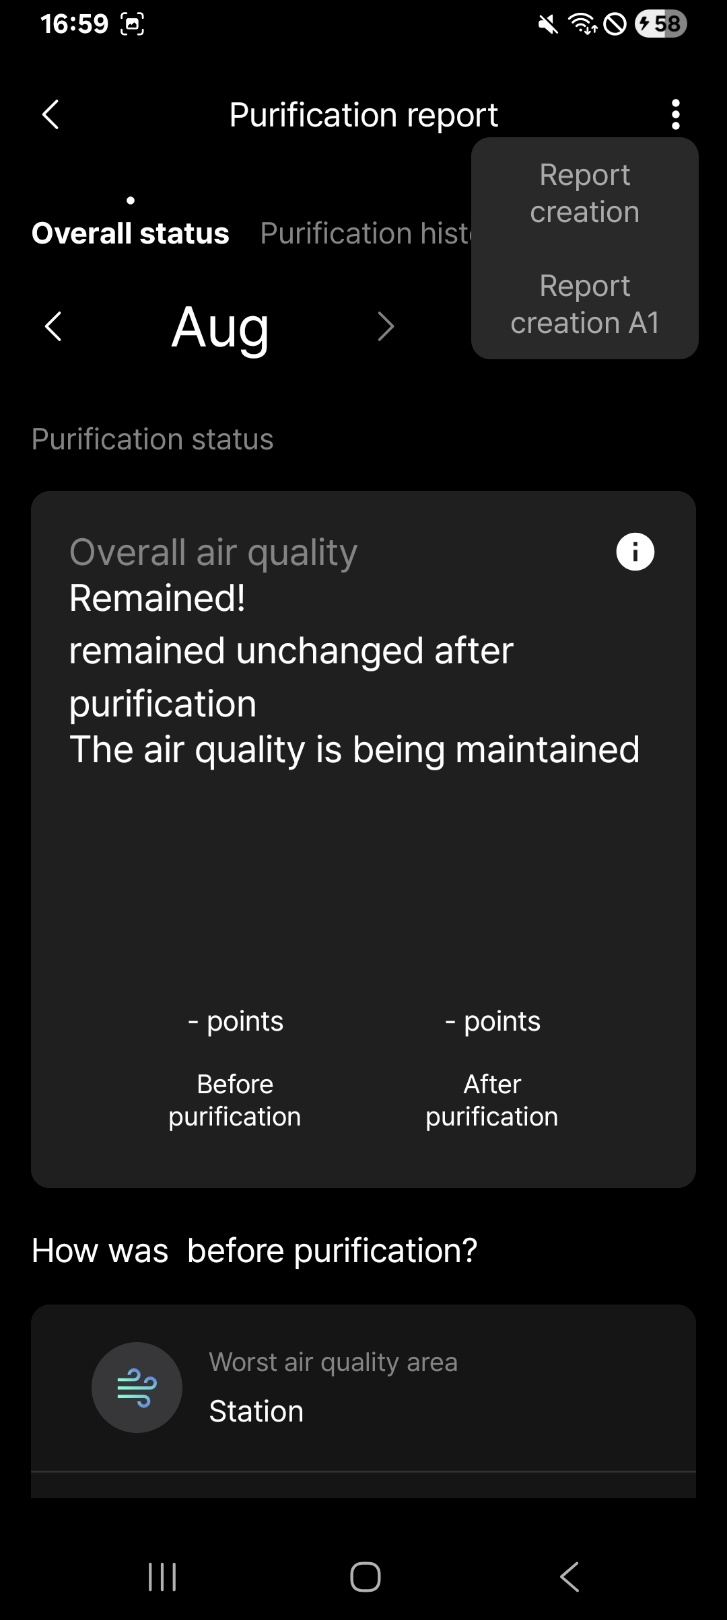 16:59
58
Purification report
Report
creation
Report
creation A1
Overall status
Purification hist
Aug
Purification status
Overall air quality
i
Remained!
remained unchanged after
purification
The air quality is being maintained
- points
- points
Before
purification
After
purification
How was  before purification?
Worst air quality area
Station